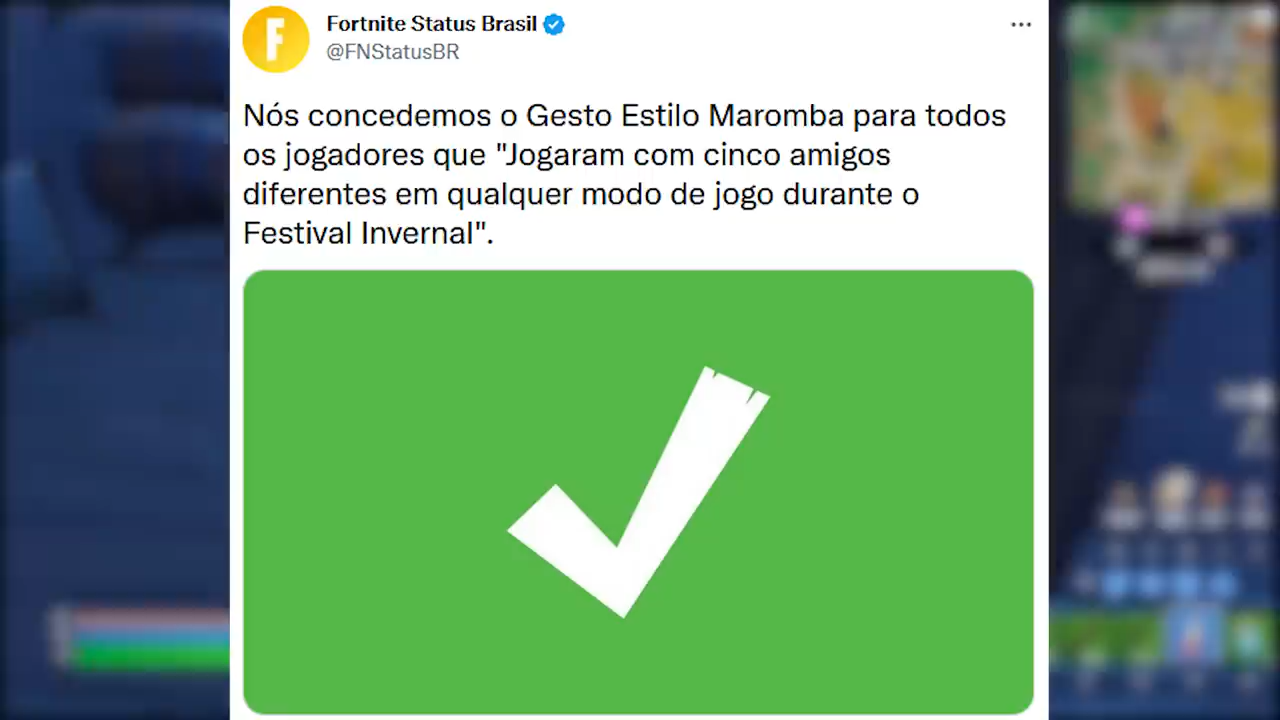 Fortnite Status Brasil
@FNStatusBR
Nós concedemos o Gesto Estilo Maromba para todos
os jogadores que "Jogaram com cinco amigos
diferentes em qualquer modo de jogo durante o
Festival Invernal".